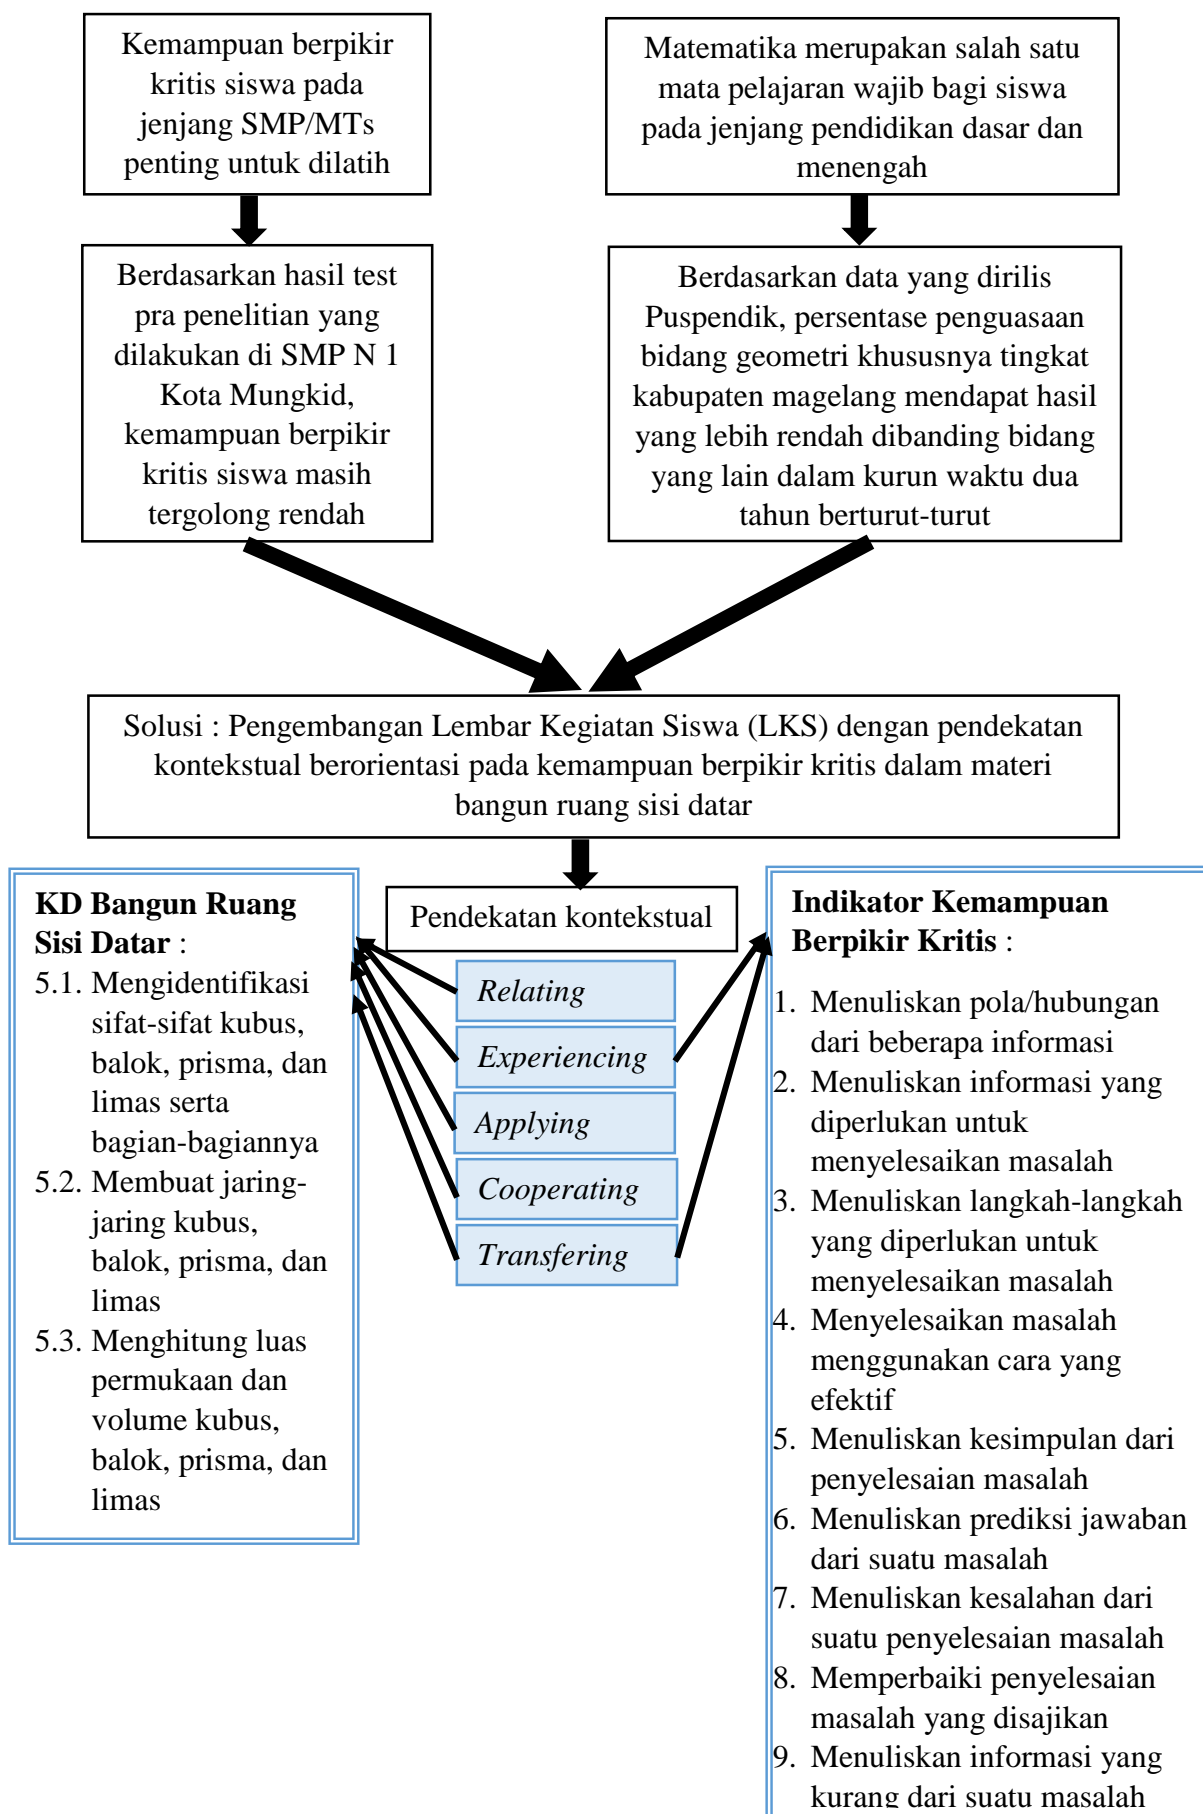 Kemampuan berpikir
kritis siswa pada
jenjang SMP/MTs
penting untuk dilatih
Matematika merupakan salah satu
mata pelajaran wajib bagi siswa
pada jenjang pendidikan dasar dan
menengah
Berdasarkan hasil test
pra penelitian yang
dilakukan di SMP N 1
Kota Mungkid,
kemampuan berpikir
kritis siswa masih
tergolong rendah
Berdasarkan data yang dirilis
Puspendik, persentase penguasaan
bidang geometri khususnya tingkat
kabupaten magelang mendapat hasil
yang lebih rendah dibanding bidang
yang lain dalam kurun waktu dua
tahun berturut-turut
Solusi : Pengembangan Lembar Kegiatan Siswa (LKS) dengan pendekatan
kontekstual berorientasi pada kemampuan berpikir kritis dalam materi
bangun ruang sisi datar
KD Bangun Ruang
Sisi Datar :
5.1. Mengidentifikasi
sifat-sifat kubus,
balok, prisma, dan
limas serta
bagian-bagiannya
5.2. Membuat jaring-
jaring kubus,
balok, prisma, dan
limas
5.3. Menghitung luas
permukaan dan
volume kubus,
balok, prisma, dan
limas
Pendekatan kontekstual
Relating
Experiencing
Applying
Cooperating
Transfering
Indikator Kemampuan
Berpikir Kritis :
1. Menuliskan pola/hubungan
dari beberapa informasi
2. Menuliskan informasi yang
diperlukan untuk
menyelesaikan masalah
3. Menuliskan langkah-langkah
yang diperlukan untuk
menyelesaikan masalah
4. Menyelesaikan masalah
menggunakan cara yang
efektif
5. Menuliskan kesimpulan dari
penyelesaian masalah
6. Menuliskan prediksi jawaban
dari suatu masalah
7. Menuliskan kesalahan dari
suatu penyelesaian masalah
8. Memperbaiki penyelesaian
masalah yang disajikan
9. Menuliskan informasi yang
kurang dari suatu masalah